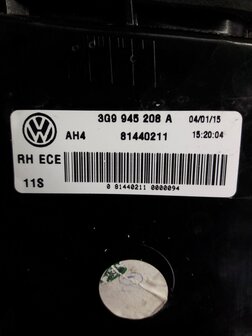 3G9 945 208 A 04/01/15
AH4 81440211 15:20:04
RH ECE
11S
0 81440211 0000094